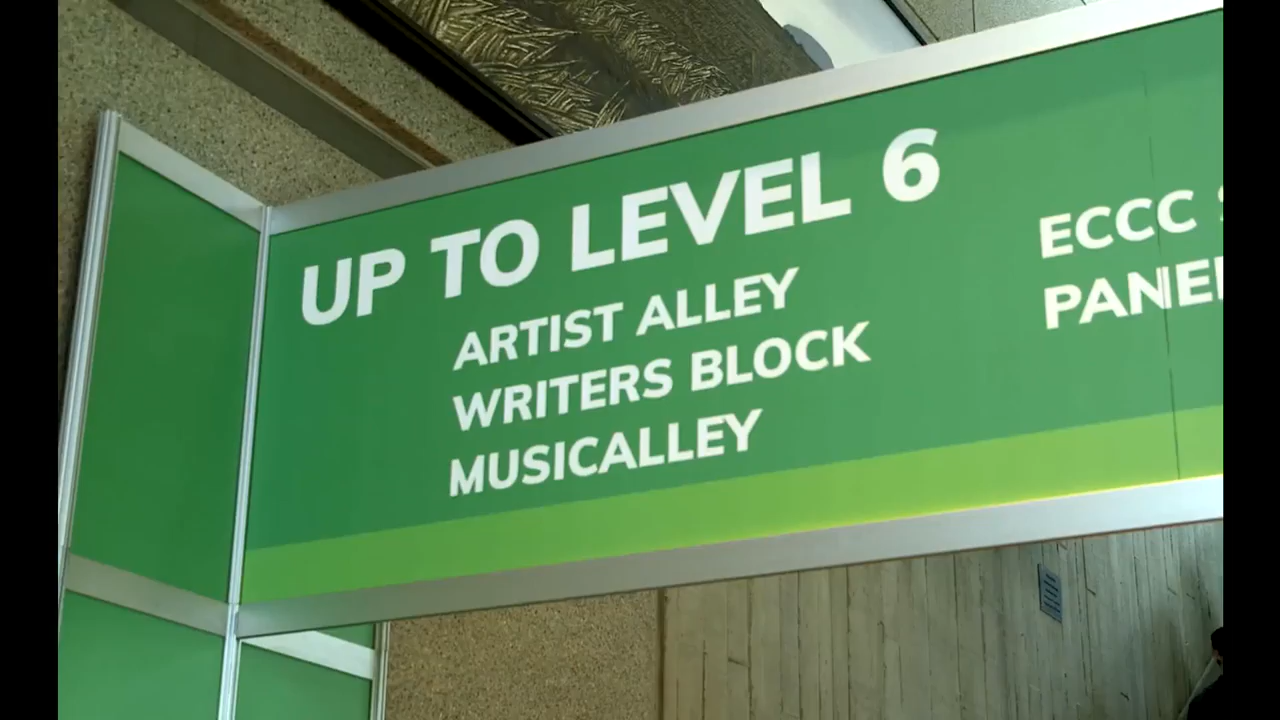 UP TO LEVEL 6
ARTIST ALLEY
WRITERS BLOCK
MUSICALLEY
ECCC